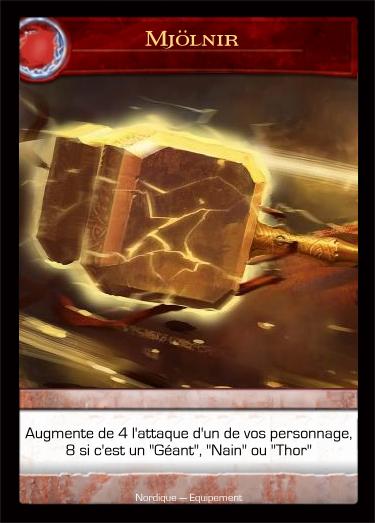 Mjölnir
Augmente de 4 l'attaque d'un de vos personnage,
8 si c'est un "Géant", "Nain" ou "Thor"
Nordique — Equipement